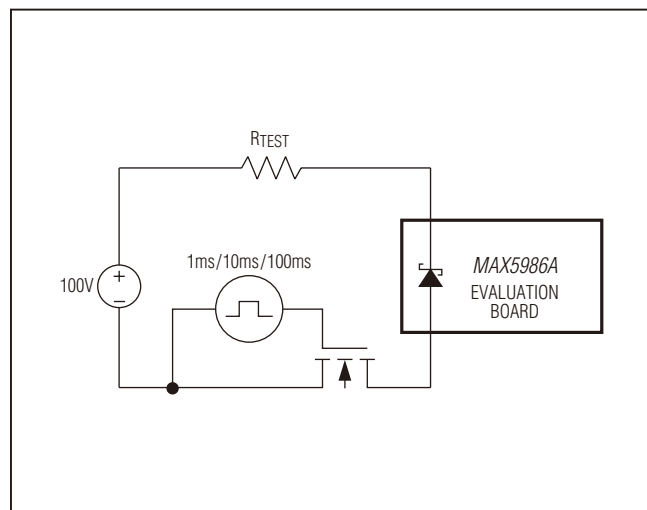 RTEST
1ms/10ms/100ms
100V
+
−
MAX5986A
EVALUATION
BOARD